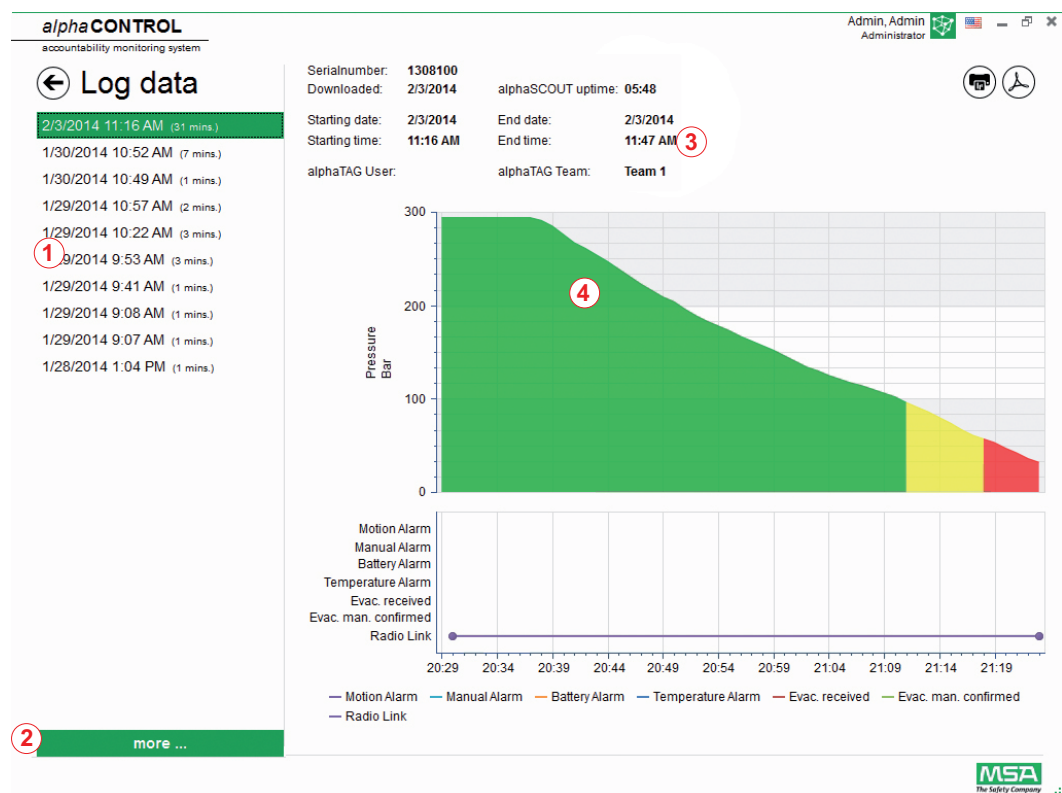 alphaCONTROL
accountability monitoring system
Admin, Admin
Administrator
Log data
2/3/2014 11:16 AM (31 mins.)
1/30/2014 10:52 AM (7 mins.)
1/30/2014 10:49 AM (1 mins.)
1/29/2014 10:57 AM (2 mins.)
1/29/2014 10:22 AM (3 mins.)
1
9/2014 9:53 AM (3 mins.)
1/29/2014 9:41 AM (1 mins.)
1/29/2014 9:08 AM (1 mins.)
1/29/2014 9:07 AM (1 mins.)
1/28/2014 1:04 PM (1 mins.)
2
more ...
Serialnumber: 1308100
Downloaded: 2/3/2014 alphaSCOUT uptime: 05:48
Starting date: 2/3/2014 End date: 2/3/2014
Starting time: 11:16 AM End time: 11:47 AM
3
alphaTAG User: alphaTAG Team: Team 1
300
200
100
0
Pressure
Bar
4
Motion Alarm
Manual Alarm
Battery Alarm
Temperature Alarm
Evac. received
Evac. man. confirmed
Radio Link
20:29 20:34 20:39 20:44 20:49 20:54 20:59 21:04 21:09 21:14 21:19
Motion Alarm Manual Alarm Battery Alarm Temperature Alarm Evac. received Evac. man. confirmed
Radio Link
MSA
The Safety Company